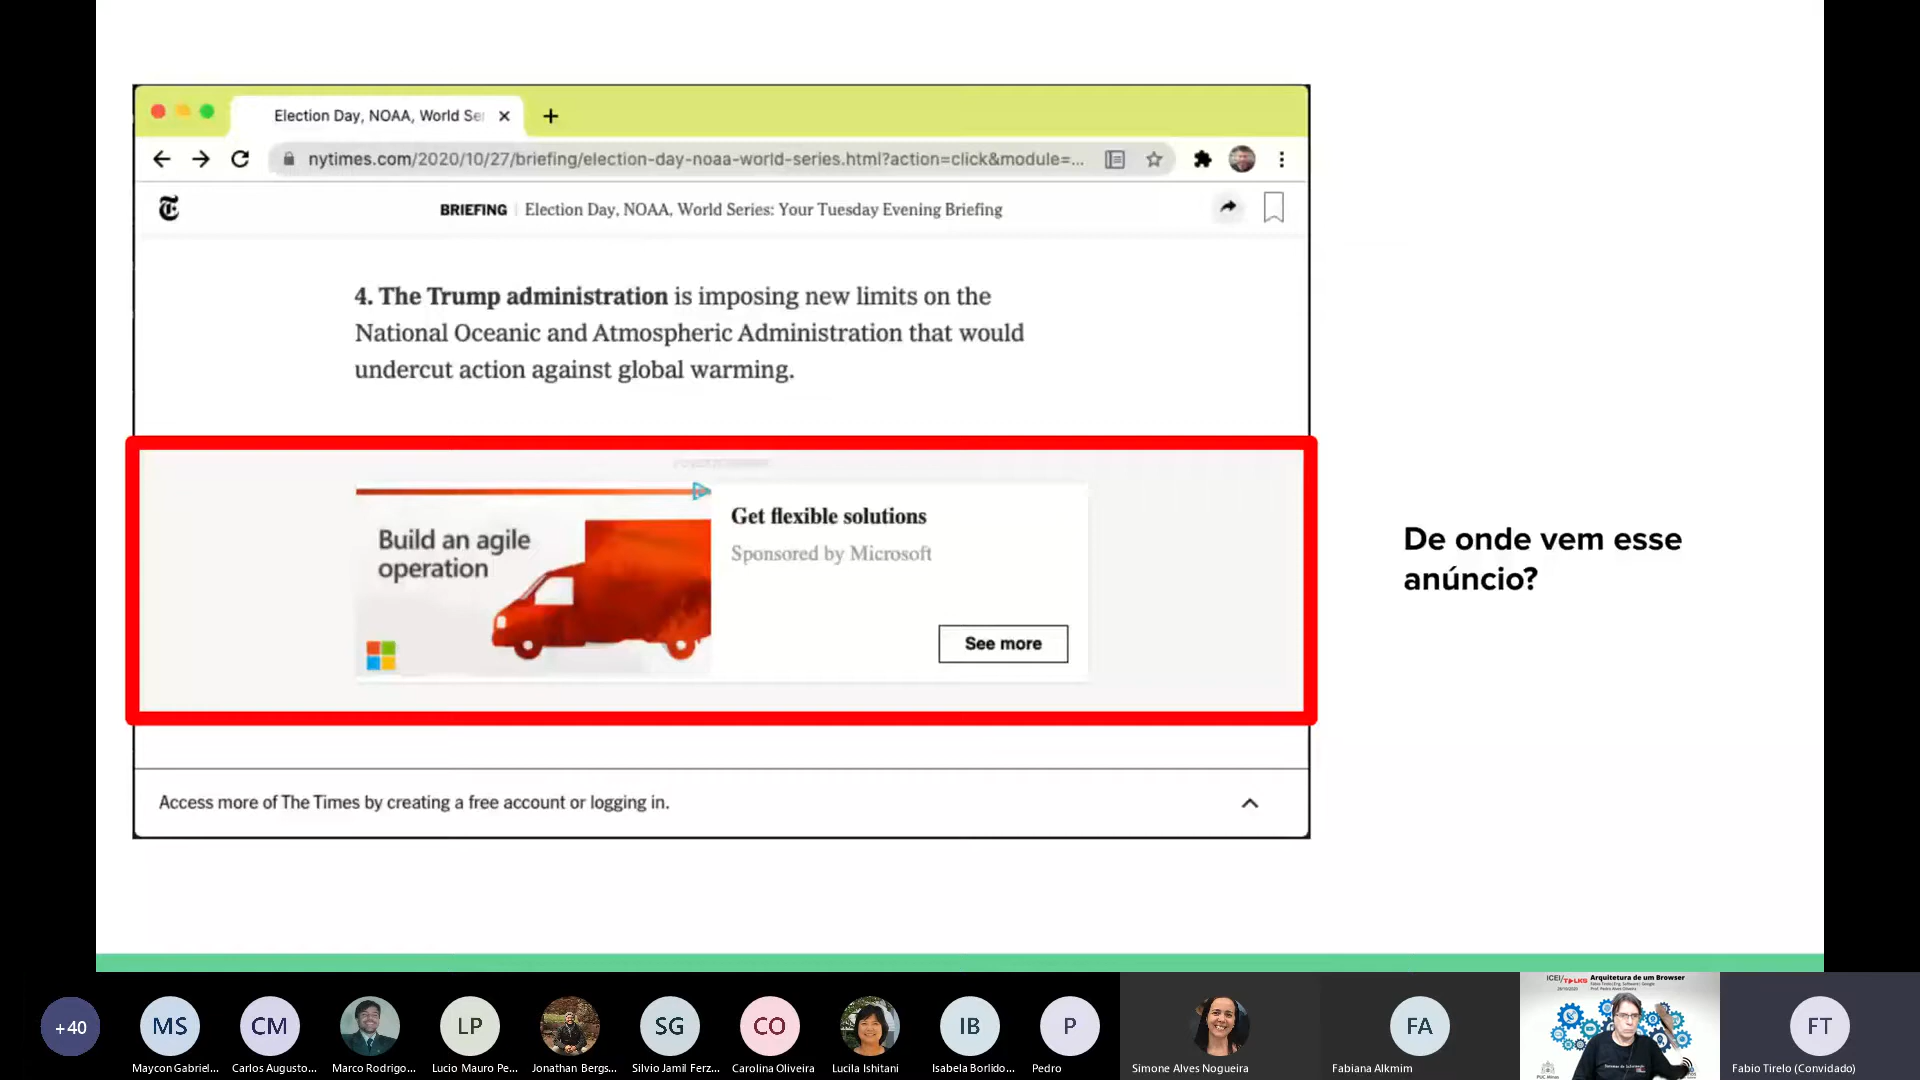 Election Day, NOAA, World Se
nytimes.com/2020/10/27/briefing/election-day-noaa-world-series.html?action=click&module=...
BRIEFING | Election Day, NOAA, World Series: Your Tuesday Evening Briefing
4. The Trump administration is imposing new limits on the
National Oceanic and Atmospheric Administration that would
undercut action against global warming.
Build an agile
operation
Get flexible solutions
Sponsored by Microsoft
See more
De onde vem esse
anúncio?
Access more of The Times by creating a free account or logging in.
+40
MS
CM
LP
SG
CO
IB
P
FA
FT
ICEI/TALKS
Arquitetura de um Browser
PUC Minas
Maycon Gabriel...
Carlos Augusto...
Marco Rodrigo...
Lucio Mauro Pe...
Jonathan Bergs...
Silvio Jamil Ferz...
Carolina Oliveira
Lucila Ishitani
Isabela Borlido...
Pedro
Simone Alves Nogueira
Fabiana Alkmim
Fabio Tirelo (Convidado)